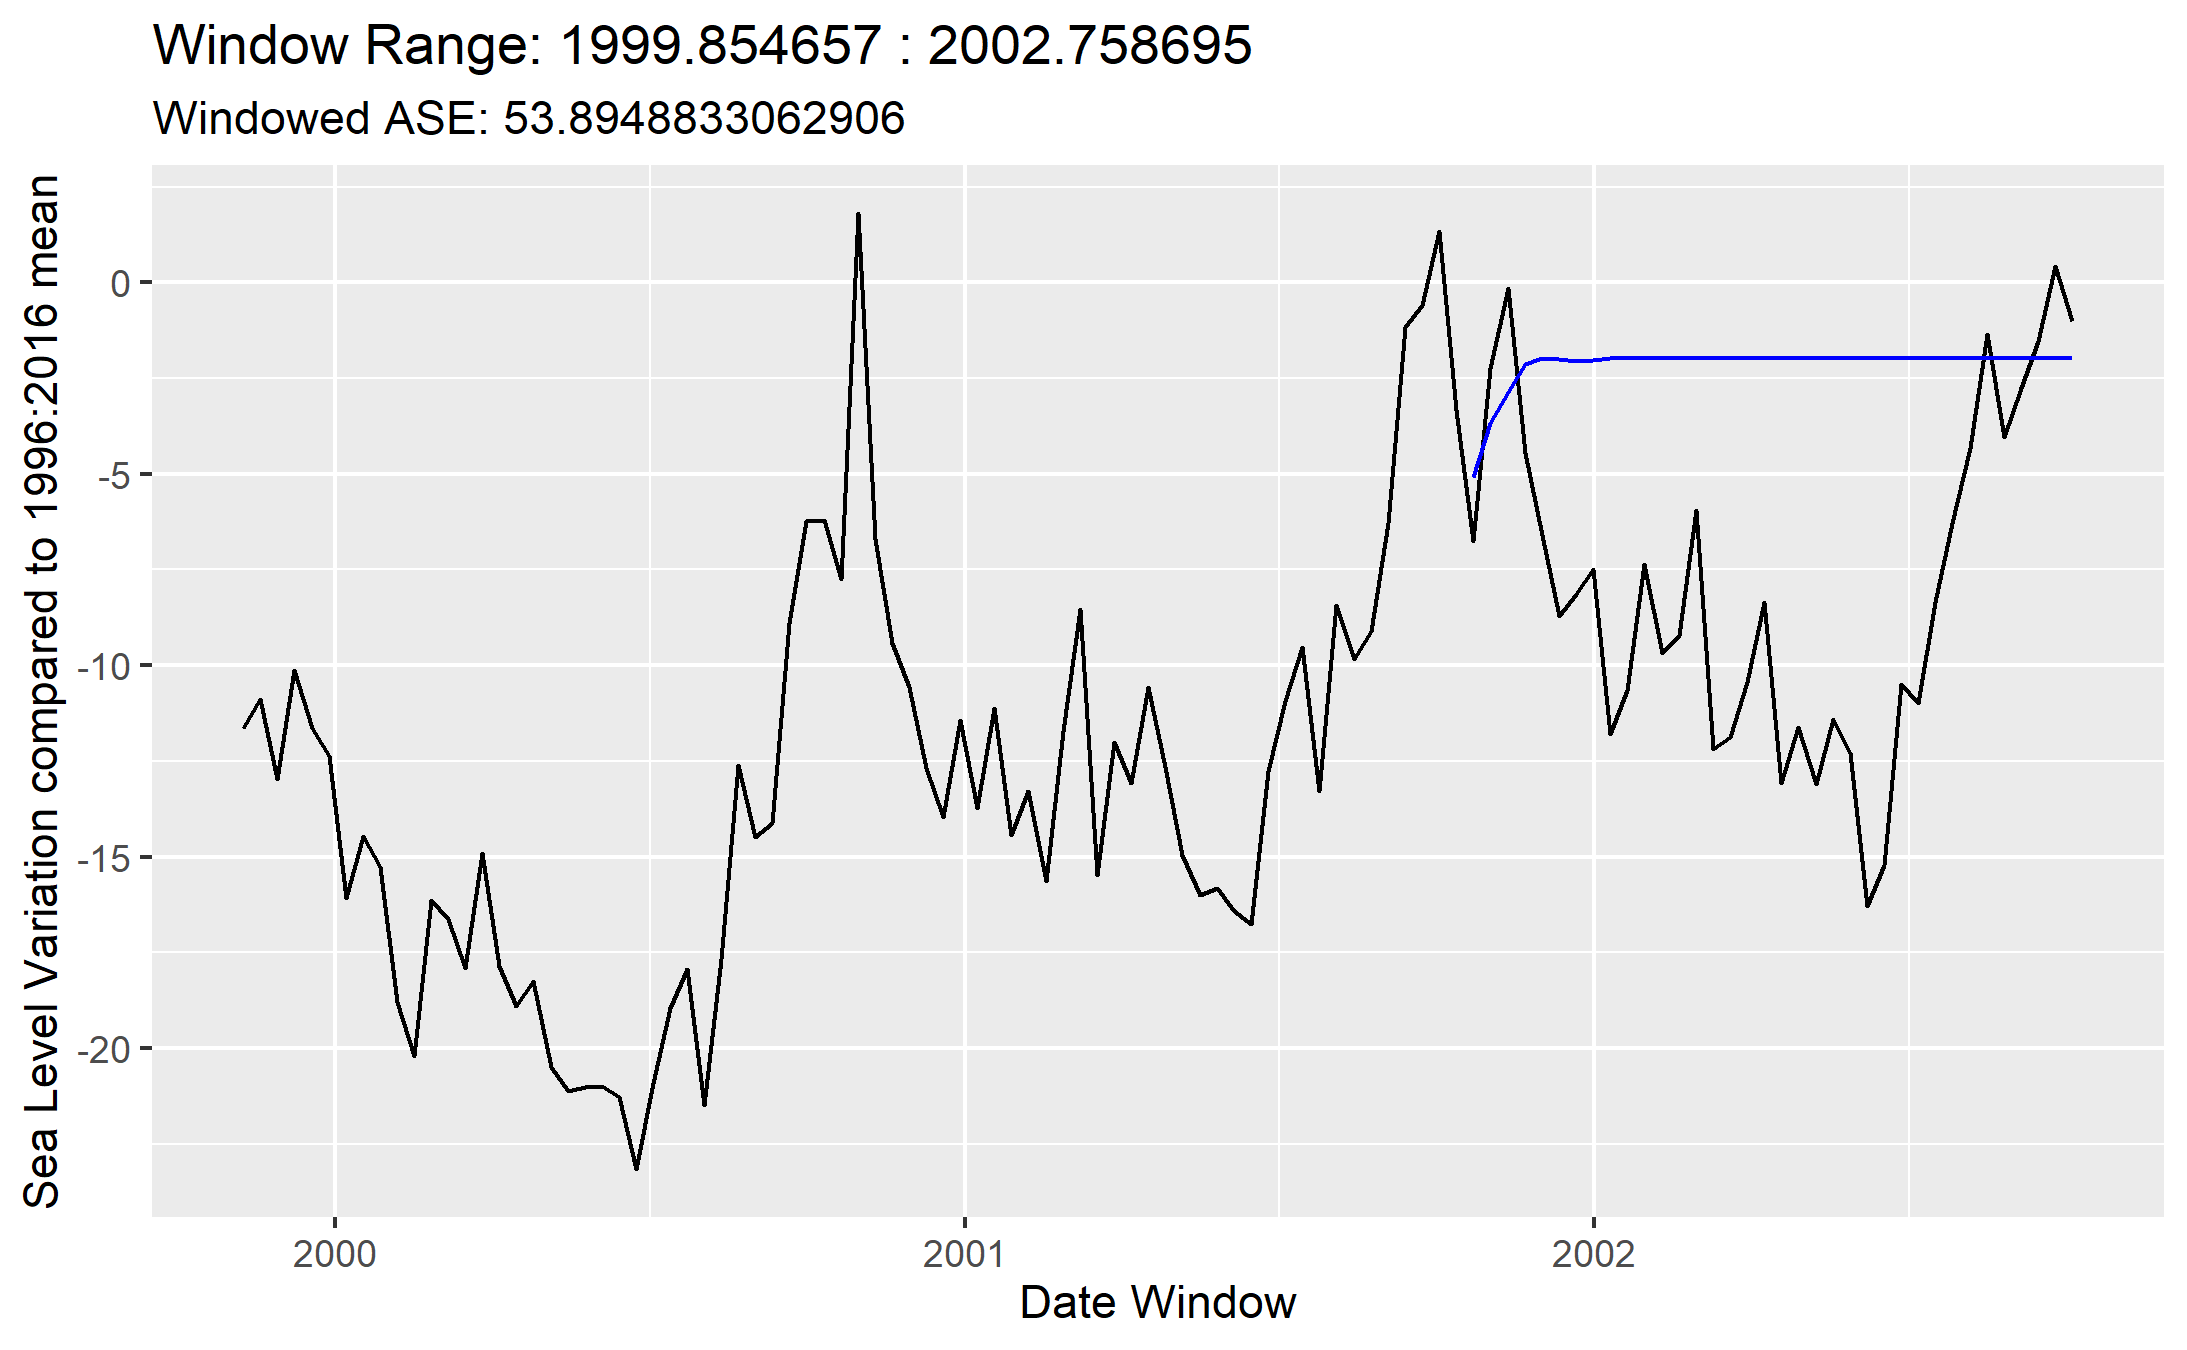 Window Range: 1999.854657 : 2002.758695
Windowed ASE: 53.8948833062906
Sea Level Variation compared to 1996:2016 mean
0
-5
-10
-15
-20
2000
2001
2002
Date Window